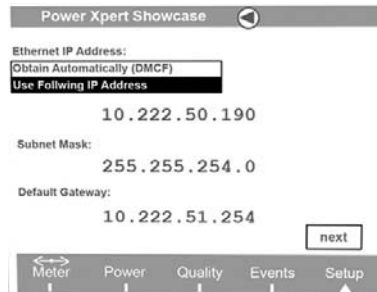 Power Xpert Showcase
Ethernet IP Address:
Obtain Automatically (DMCF)
Use Follwing IP Address
10.222.50.190
Subnet Mask:
255.255.254.0
Default Gateway:
10.222.51.254
next
Meter Power Quality Events Setup